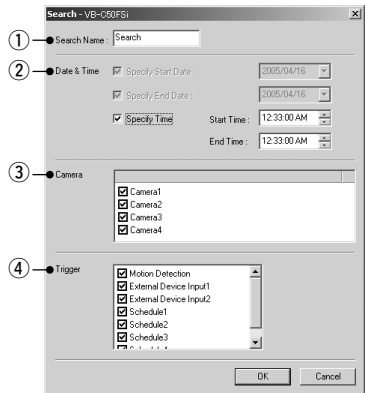 Search - VB-C50FSi
① Search Name : Search
② Date & Time Specify Start Date : 2005/04/16
Specify End Date : 2005/04/16
Specify Time Start Time : 12:33:00 AM
End Time : 12:33:00 AM
③ Camera
Camera1
Camera2
Camera3
Camera4
④ Trigger
Motion Detection
External Device Input1
External Device Input2
Schedule1
Schedule2
Schedule3
OK Cancel